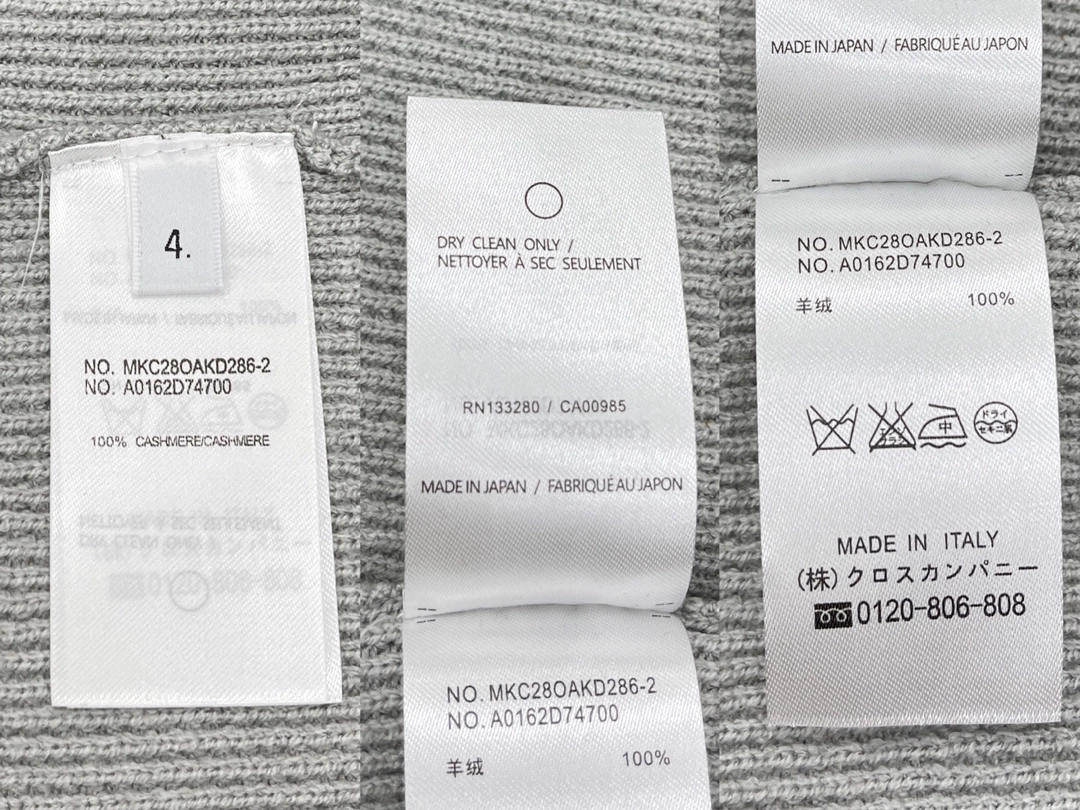 4.
NO. MKC28OAKD286-2
NO. A0162D74700
100% CASHMERE/CASHMERE
DRY CLEAN ONLY /
NETTOYER À SEC SEULEMENT
RN133280 / CA00985
MADE IN JAPAN / FABRIQUÉ AU JAPON
NO. MKC28OAKD286-2
NO. A0162D74700
羊绒 100%
MADE IN JAPAN / FABRIQUÉ AU JAPON
NO. MKC28OAKD286-2
NO. A0162D74700
羊绒 100%
中 ドライ
MADE IN ITALY
(株)クロスカンパニー
0120-806-808